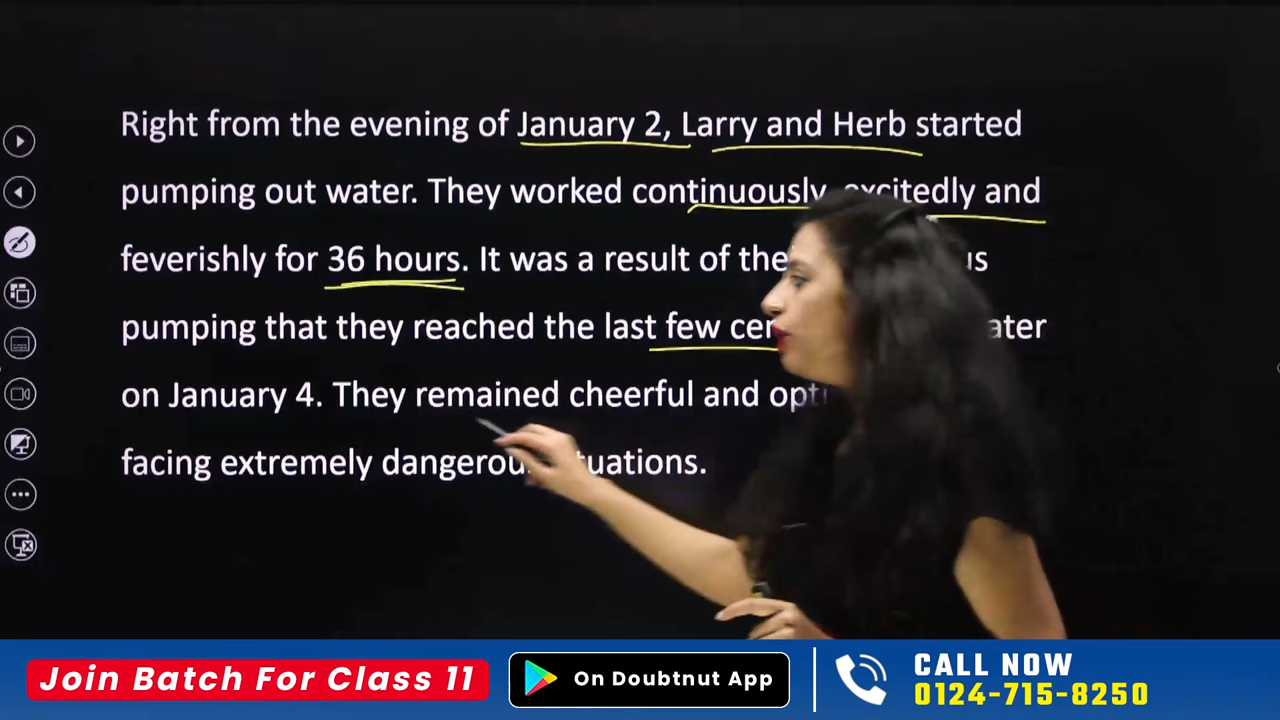 Right from the evening of January 2, Larry and Herb started
pumping out water. They worked continuously, excitedly and
feverishly for 36 hours. It was a result of the
pumping that they reached the last few
on January 4. They remained cheerful and
facing extremely dangerous situations.
Join Batch For Class 11
On Doubtnut App
CALL NOW
0124-715-8250